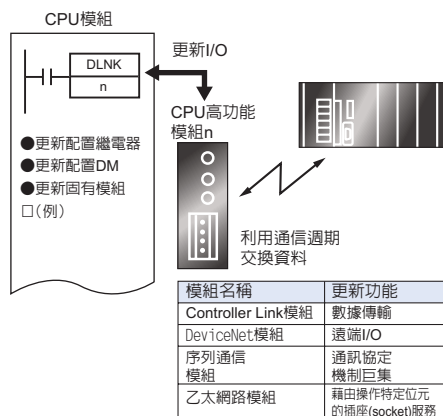 CPU模組
DLNK
n
更新I/O
CPU高功能
模組n
●更新配置繼電器
●更新配置DM
●更新固有模組
□(例)
利用通信週期
交換資料
模組名稱 更新功能
Controller Link模組 數據傳輸
DeviceNet模組 遠端I/O
序列通信
模組
通訊協定
機制巨集
乙太網路模組
藉由操作特定位元
的插座(socket)服務